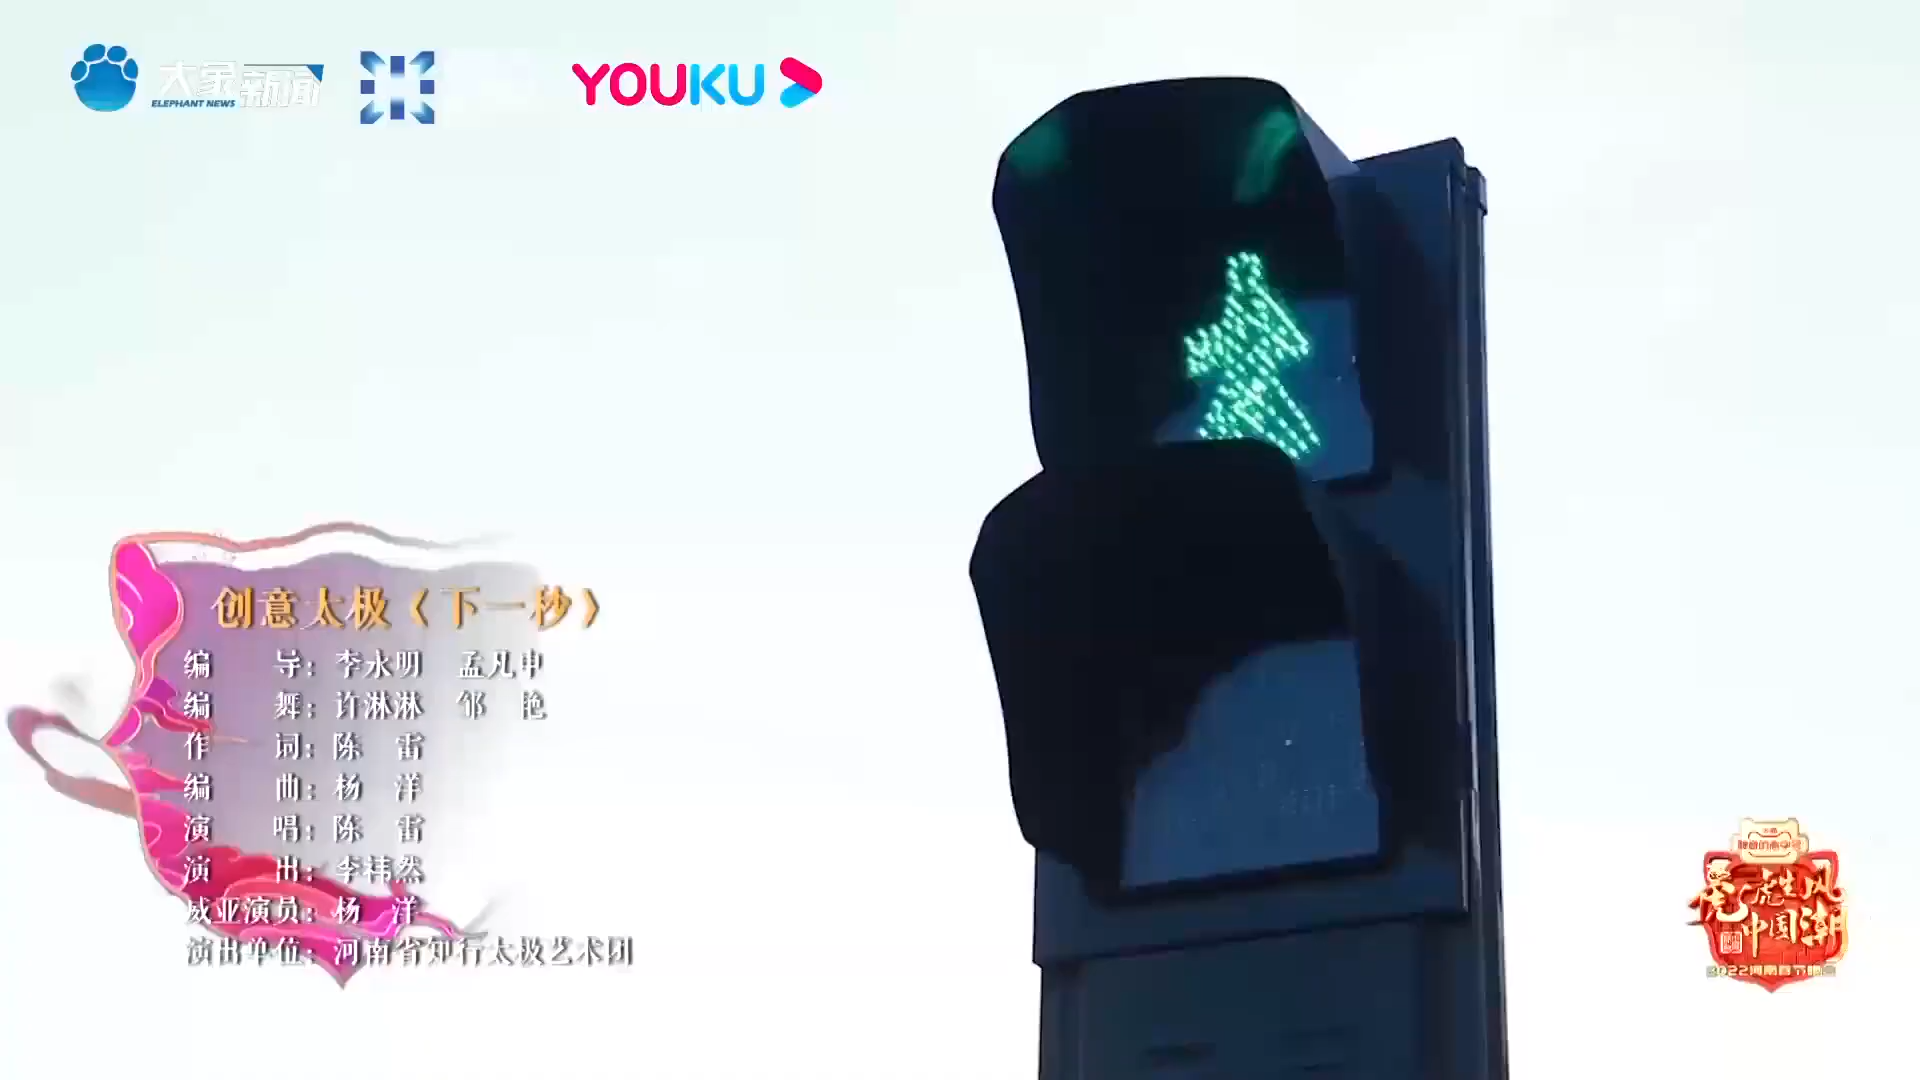 大象新闻
ELEPHANT NEWS
YOUKU
创意太极《下一秒》
编 导：李永明 孟凡申
编 舞：许淋淋 邹 艳
作 词：陈 雷
编 曲：杨 洋
演 唱：陈 雷
演 出：李祎然
威亚演员：杨 洋
演出单位：河南省知行太极艺术团
虎虎生风
中国潮
2022河南春节晚会